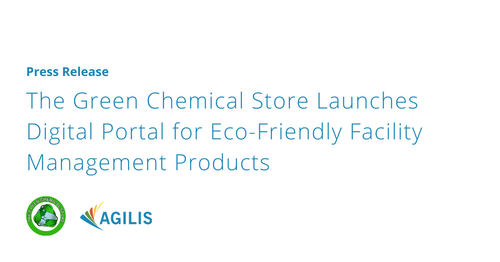 Press Release
The Green Chemical Store Launches
Digital Portal for Eco-Friendly Facility
Management Products
AGILIS